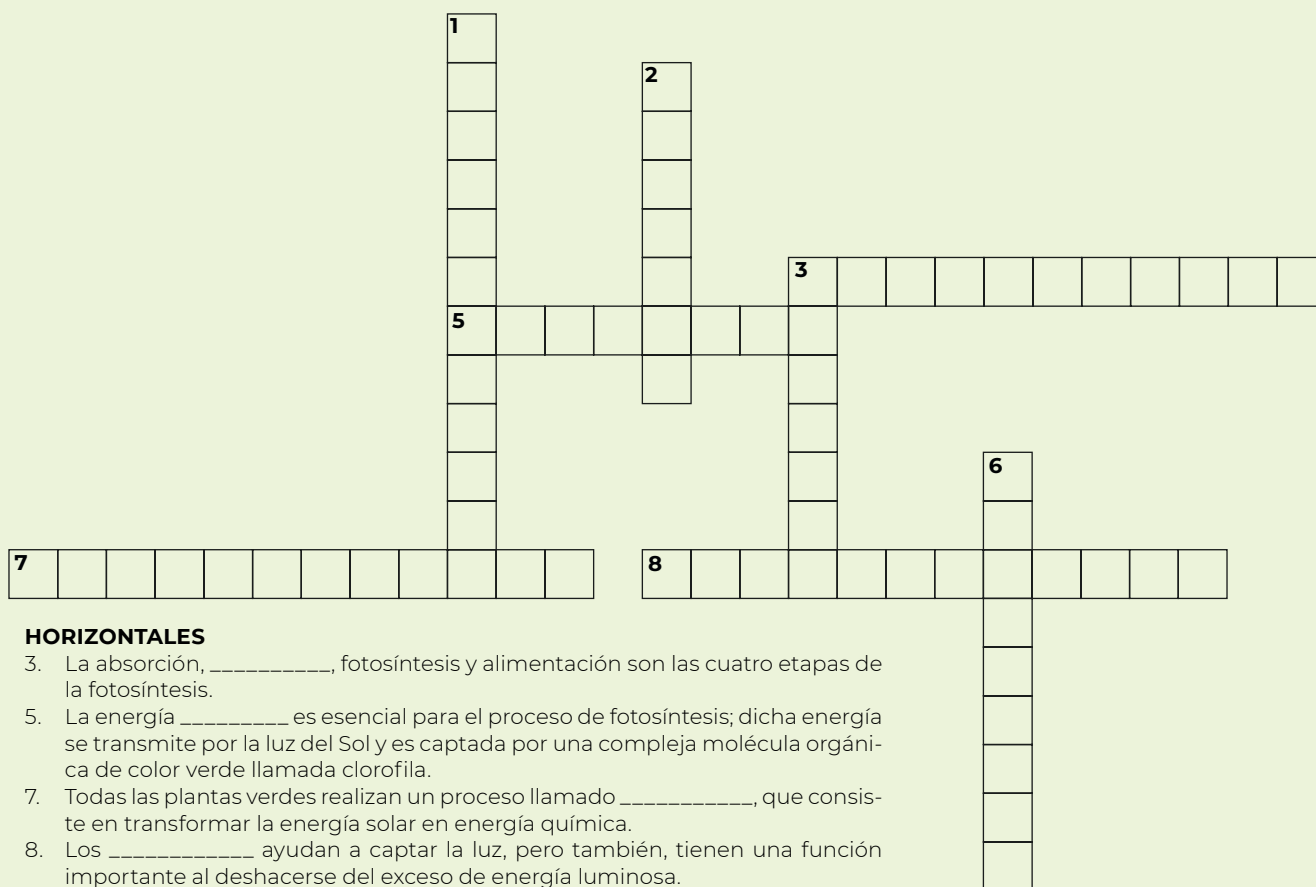 1
2
3
5
6
7
8
HORIZONTALES
3. La absorción, __________, fotosíntesis y alimentación son las cuatro etapas de
la fotosíntesis.
5. La energía _________ es esencial para el proceso de fotosíntesis; dicha energía
se transmite por la luz del Sol y es captada por una compleja molécula orgáni-
ca de color verde llamada clorofila.
7. Todas las plantas verdes realizan un proceso llamado ___________, que consis-
te en transformar la energía solar en energía química.
8. Los ____________ ayudan a captar la luz, pero también, tienen una función
importante al deshacerse del exceso de energía luminosa.